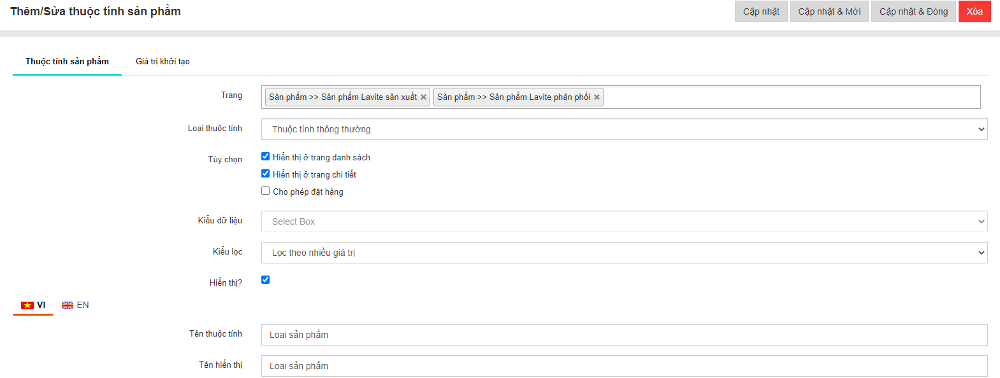 Thêm/Sửa thuộc tính sản phẩm
Cập nhật Cập nhật & Mới Cập nhật & Đóng Xóa
Thuộc tính sản phẩm Giá trị khởi tạo
Trang Sản phẩm >> Sản phẩm Lavite sản xuất × Sản phẩm >> Sản phẩm Lavite phân phối ×
Loại thuộc tính Thuộc tính thông thường
Tùy chọn Hiển thị ở trang danh sách
Hiển thị ở trang chi tiết
Cho phép đặt hàng
Kiểu dữ liệu Select Box
Kiểu lọc Lọc theo nhiều giá trị
Hiển thị?
VI EN
Tên thuộc tính Loại sản phẩm
Tên hiển thị Loại sản phẩm